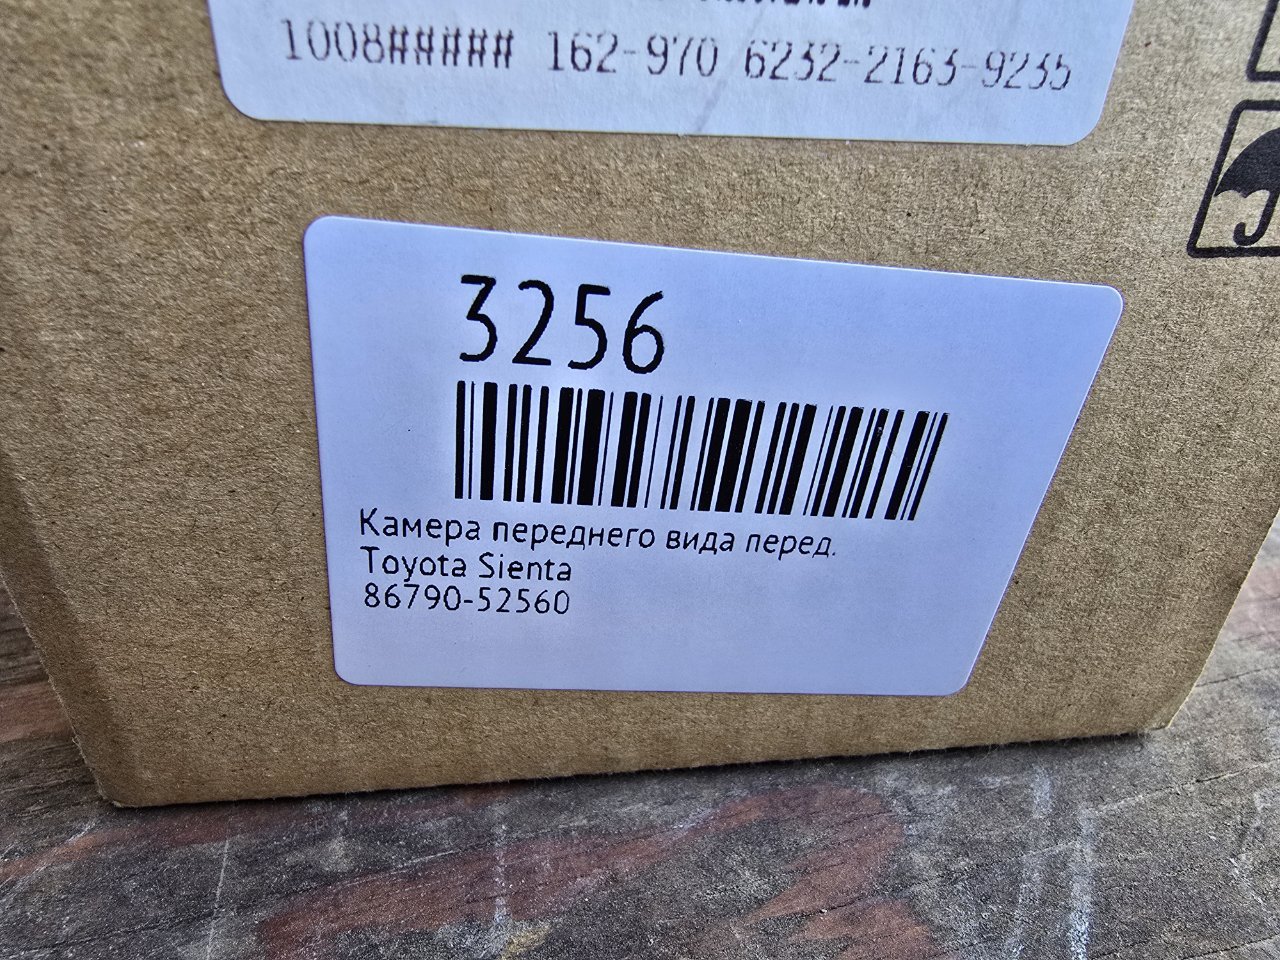 1008##### 162-970 6232-2163-9235
3256
Камера переднего вида перед.
Toyota Sienta
86790-52560